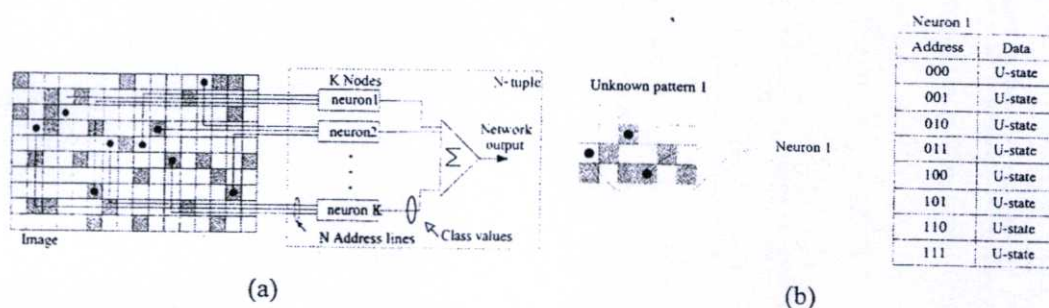 K Nodes
N-tuple
neuron1
neuron2
neuron K
Σ
Network
output
Image
N Address lines
Class values
(a)
Unknown pattern 1
Neuron 1
Neuron 1
Address Data
000 U-state
001 U-state
010 U-state
011 U-state
100 U-state
101 U-state
110 U-state
111 U-state
(b)